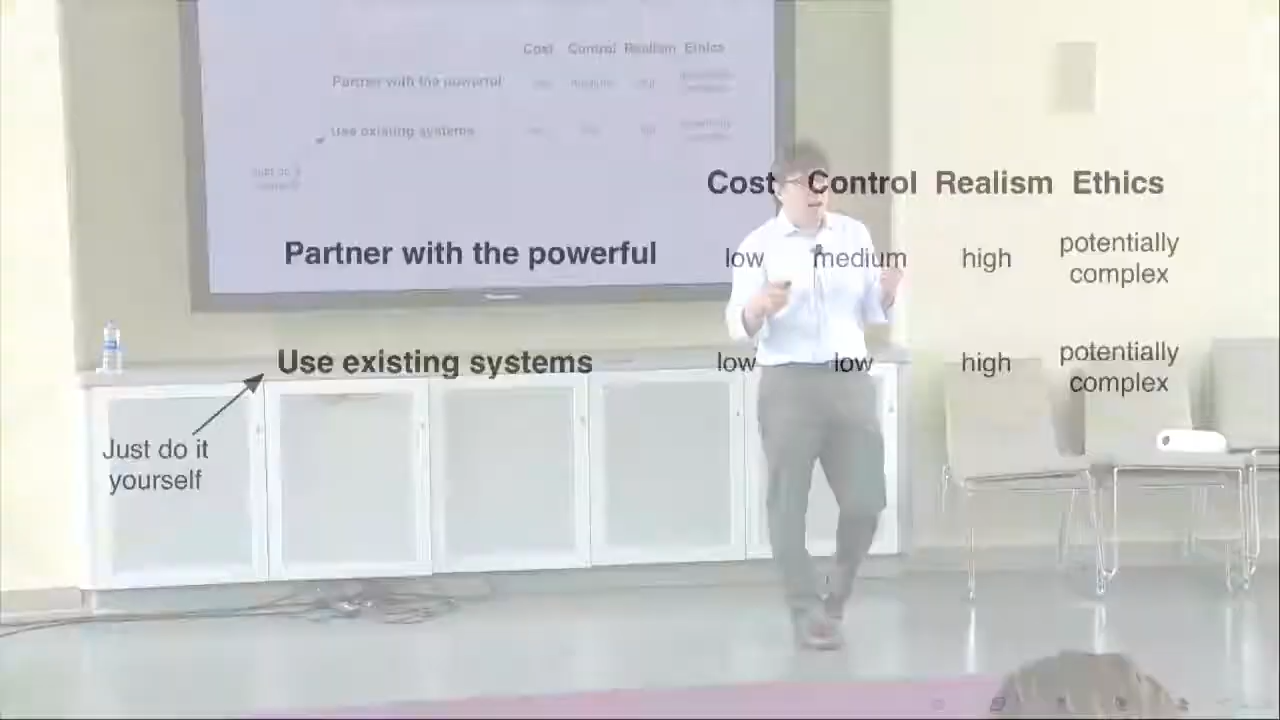 Cost Control Realism Ethics
Partner with the powerful
Use existing systems
Cost Control Realism Ethics
Partner with the powerful low medium high potentially
complex
Use existing systems low low high potentially
complex
Just do it
yourself